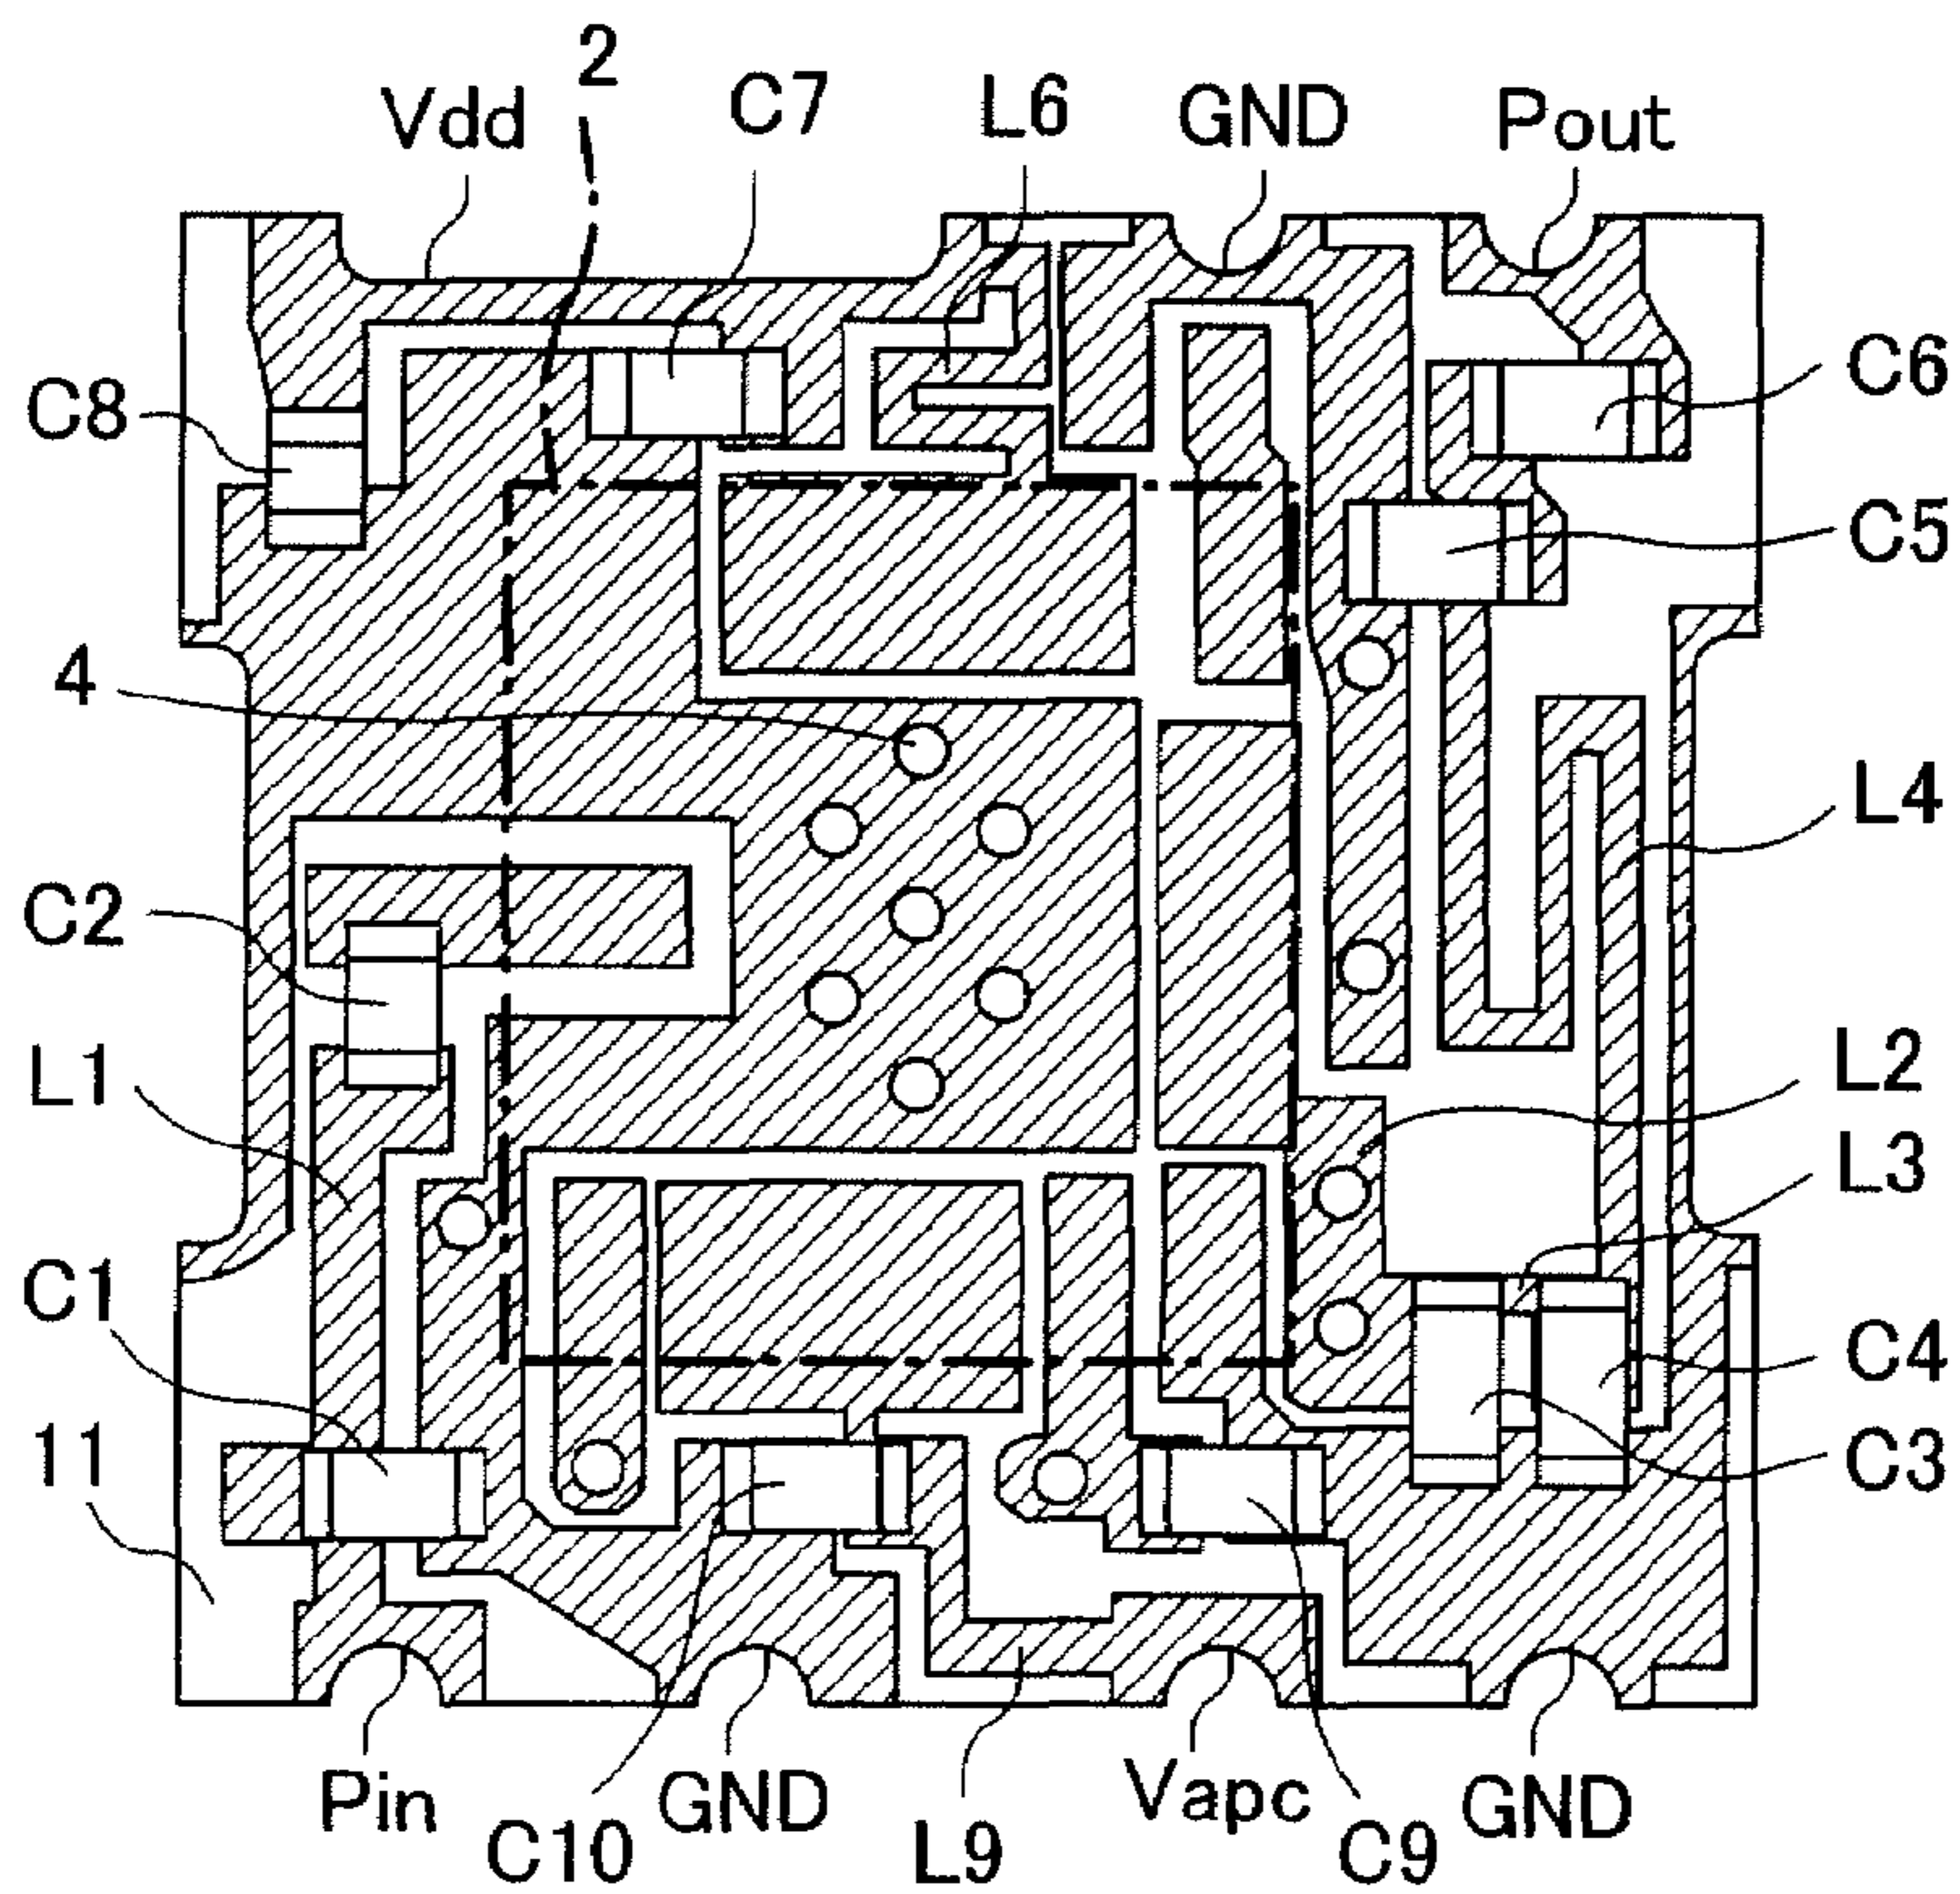 2
Vdd
C7
L6
GND
Pout
C8
C6
C5
4
L4
C2
L1
L2
L3
C1
C4
11
C3
Pin
GND
Vapc
GND
C10
L9
C9